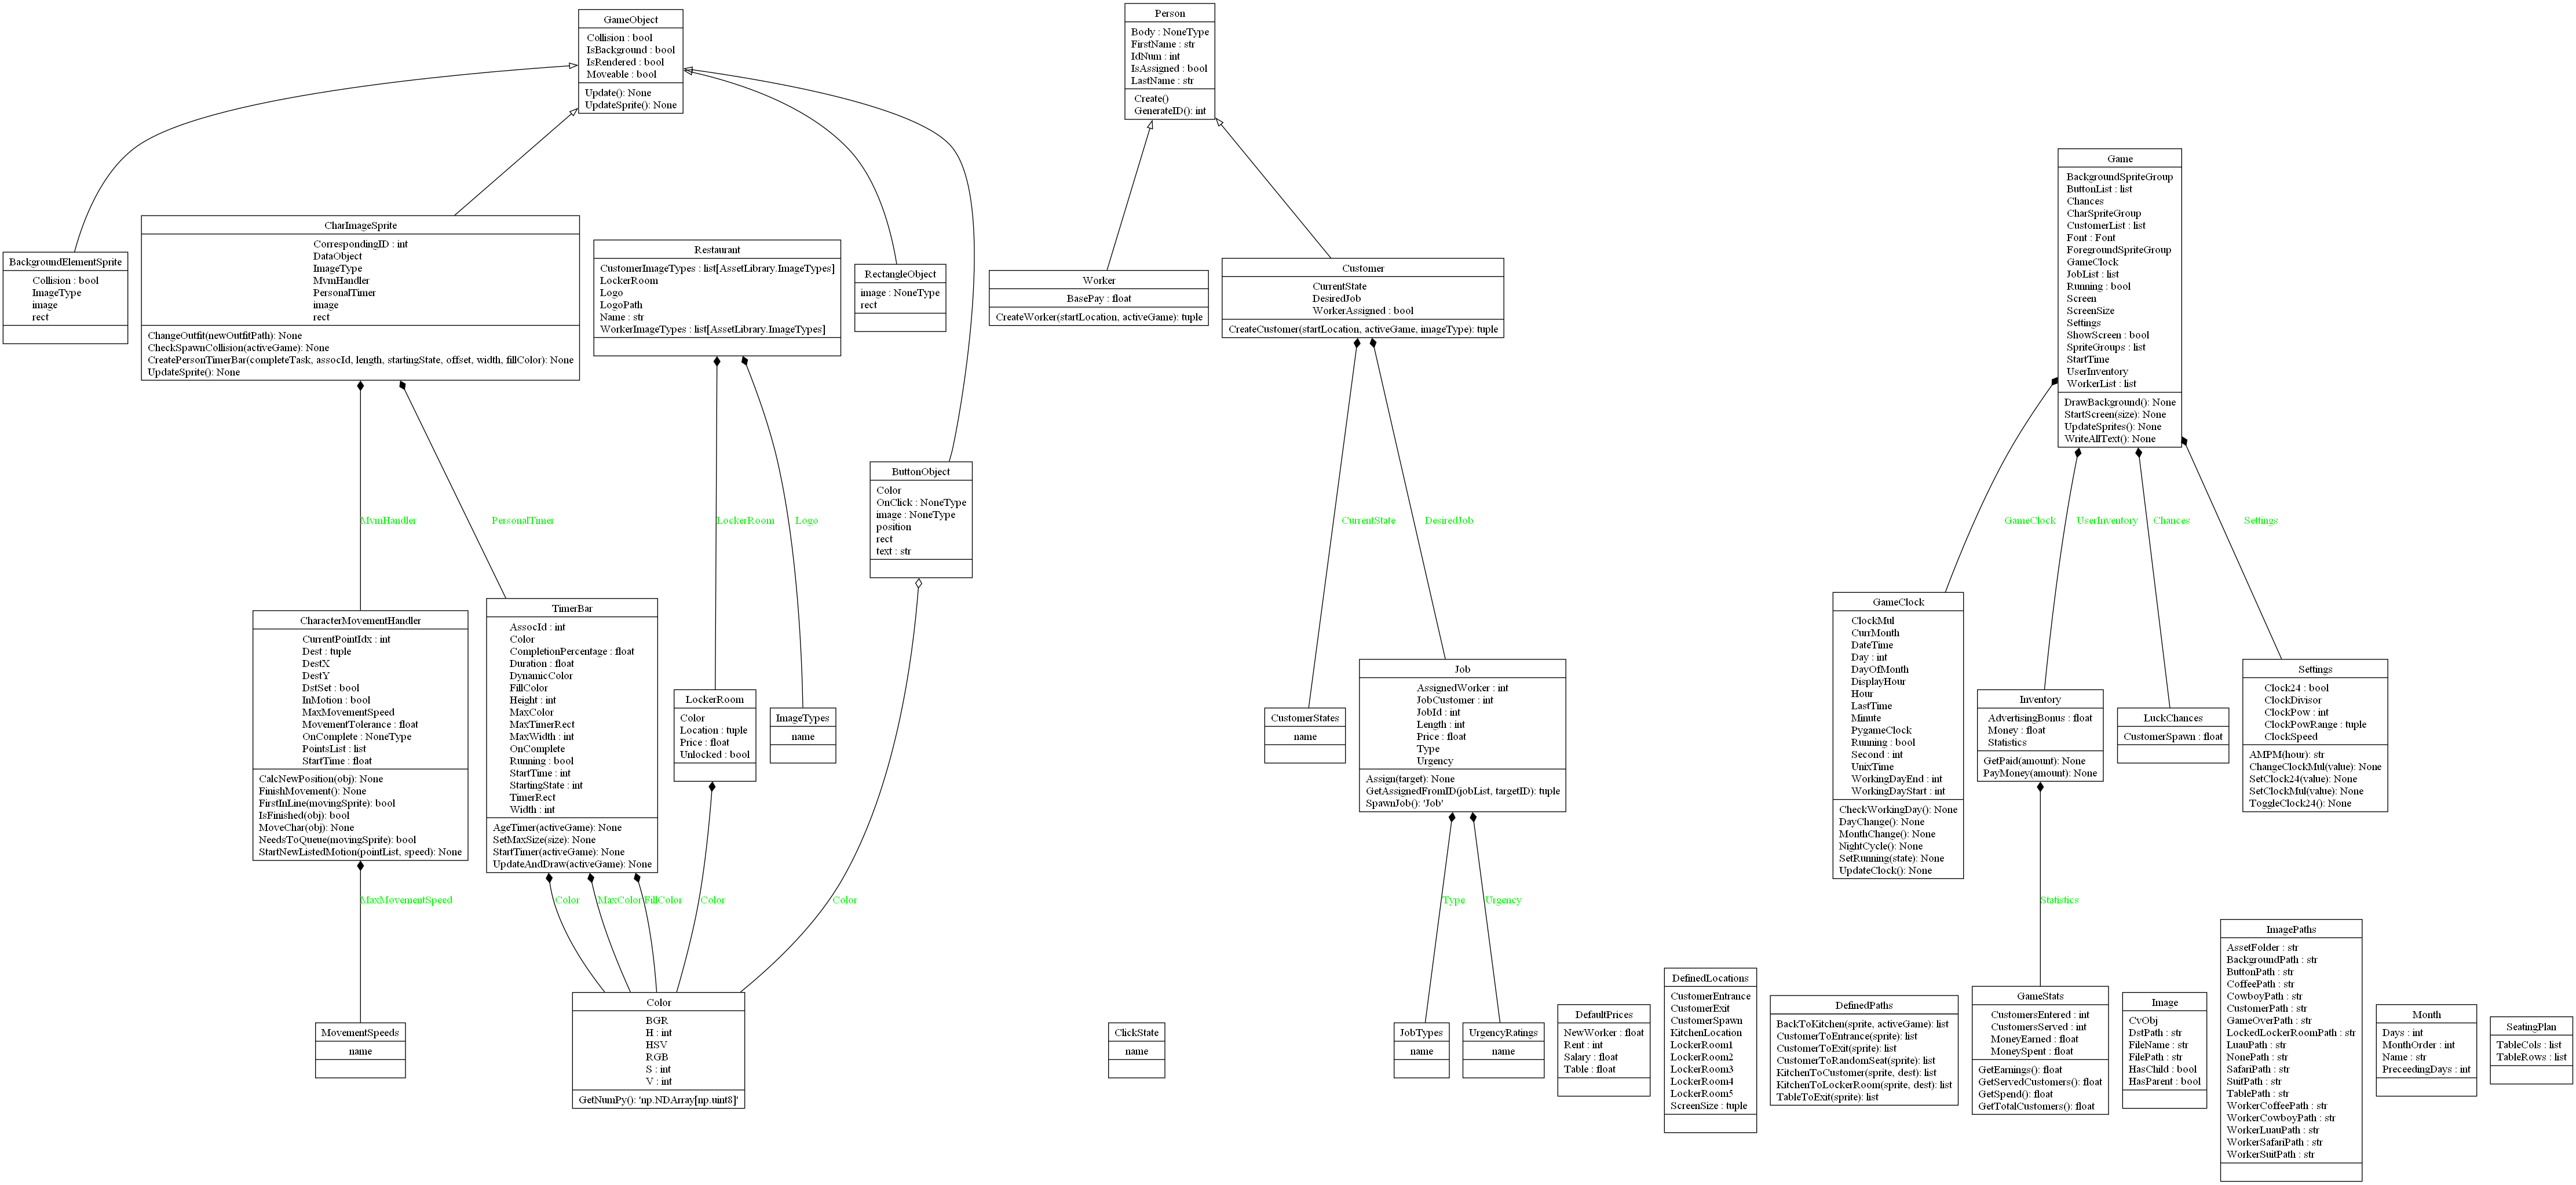 GameObject
Collision : bool
IsBackground : bool
IsRendered : bool
Moveable : bool
Update(): None
UpdateSprite(): None
Person
Body : NoneType
FirstName : str
IdNum : int
IsAssigned : bool
LastName : str
Create()
GenerateID(): int
Game
BackgroundSpriteGroup
ButtonList : list
Chances
CharSpriteGroup
CustomerList : list
Font : Font
ForegroundSpriteGroup
GameClock
JobList : list
Running : bool
Screen
ScreenSize
Settings
ShowScreen : bool
SpriteGroups : list
StartTime
UserInventory
WorkerList : list
DrawBackground(): None
StartScreen(size): None
UpdateSprites(): None
WriteAllText(): None
BackgroundElementSprite
Collision : bool
ImageType
image
rect
CharImageSprite
CorrespondingID : int
DataObject
ImageType
MvmHandler
PersonalTimer
image
rect
ChangeOutfit(newOutfitPath): None
CheckSpawnCollision(activeGame): None
CreatePersonTimerBar(completeTask, assocId, length, startingState, offset, width, fillColor): None
UpdateSprite(): None
Restaurant
CustomerImageTypes : list[AssetLibrary.ImageTypes]
LockerRoom
Logo
LogoPath
Name : str
WorkerImageTypes : list[AssetLibrary.ImageTypes]
RectangleObject
image : NoneType
rect
Worker
BasePay : float
CreateWorker(startLocation, activeGame): tuple
Customer
CurrentState
DesiredJob
WorkerAssigned : bool
CreateCustomer(startLocation, activeGame, imageType): tuple
ButtonObject
Color
OnClick : NoneType
image : NoneType
position
rect
text : str
MvmHandler
PersonalTimer
LockerRoom
Logo
CurrentState
DesiredJob
GameClock
UserInventory
Chances
Settings
CharacterMovementHandler
CurrentPointIdx : int
Dest : tuple
DestX
DestY
DstSet : bool
InMotion : bool
MaxMovementSpeed
MovementTolerance : float
OnComplete : NoneType
PointsList : list
StartTime : float
CalcNewPosition(obj): None
FinishMovement(): None
FirstInLine(movingSprite): bool
IsFinished(obj): bool
MoveChar(obj): None
NeedsToQueue(movingSprite): bool
StartNewListedMotion(pointList, speed): None
TimerBar
AssocId : int
Color
CompletionPercentage : float
Duration : float
DynamicColor
FillColor
Height : int
MaxColor
MaxTimerRect
MaxWidth : int
OnComplete
Running : bool
StartTime : int
StartingState : int
TimerRect
Width : int
AgeTimer(activeGame): None
SetMaxSize(size): None
StartTimer(activeGame): None
UpdateAndDraw(activeGame): None
LockerRoom
Color
Location : tuple
Price : float
Unlocked : bool
ImageTypes
name
CustomerStates
name
Job
AssignedWorker : int
JobCustomer : int
JobId : int
Length : int
Price : float
Type
Urgency
Assign(target): None
GetAssignedFromID(jobList, targetID): tuple
SpawnJob(): 'Job'
GameClock
ClockMul
CurrMonth
DateTime
Day : int
DayOfMonth
DisplayHour
Hour
LastTime
Minute
PygameClock
Running : bool
Second : int
UnixTime
WorkingDayEnd : int
WorkingDayStart : int
CheckWorkingDay(): None
DayChange(): None
MonthChange(): None
NightCycle(): None
SetRunning(state): None
UpdateClock(): None
Inventory
AdvertisingBonus : float
Money : float
Statistics
GetPaid(amount): None
PayMoney(amount): None
LuckChances
CustomerSpawn : float
Settings
Clock24 : bool
ClockDivisor
ClockPow : int
ClockPowRange : tuple
ClockSpeed
AMPM(hour): str
ChangeClockMul(value): None
SetClock24(value): None
SetClockMul(value): None
ToggleClock24(): None
MaxMovementSpeed
Color
MaxColor
FillColor
Color
Color
Type
Urgency
Statistics
MovementSpeeds
name
Color
BGR
H : int
HSV
RGB
S : int
V : int
GetNumPy(): 'np.NDArray[np.uint8]'
ClickState
name
JobTypes
name
UrgencyRatings
name
DefaultPrices
NewWorker : float
Rent : int
Salary : float
Table : float
DefinedLocations
CustomerEntrance
CustomerExit
CustomerSpawn
KitchenLocation
LockerRoom1
LockerRoom2
LockerRoom3
LockerRoom4
LockerRoom5
ScreenSize : tuple
DefinedPaths
BackToKitchen(sprite, activeGame): list
CustomerToEntrance(sprite): list
CustomerToExit(sprite): list
CustomerToRandomSeat(sprite): list
KitchenToCustomer(sprite, dest): list
KitchenToLockerRoom(sprite, dest): list
TableToExit(sprite): list
GameStats
CustomersEntered : int
CustomersServed : int
MoneyEarned : float
MoneySpent : float
GetEarnings(): float
GetServedCustomers(): float
GetSpend(): float
GetTotalCustomers(): float
Image
CvObj
DstPath : str
FileName : str
FilePath : str
HasChild : bool
HasParent : bool
ImagePaths
AssetFolder : str
BackgroundPath : str
ButtonPath : str
CoffeePath : str
CowboyPath : str
CustomerPath : str
GameOverPath : str
LockedLockerRoomPath : str
LuauPath : str
NonePath : str
SafariPath : str
SuitPath : str
TablePath : str
WorkerCoffeePath : str
WorkerCowboyPath : str
WorkerLuauPath : str
WorkerSafariPath : str
WorkerSuitPath : str
Month
Days : int
MonthOrder : int
Name : str
PreceedingDays : int
SeatingPlan
TableCols : list
TableRows : list